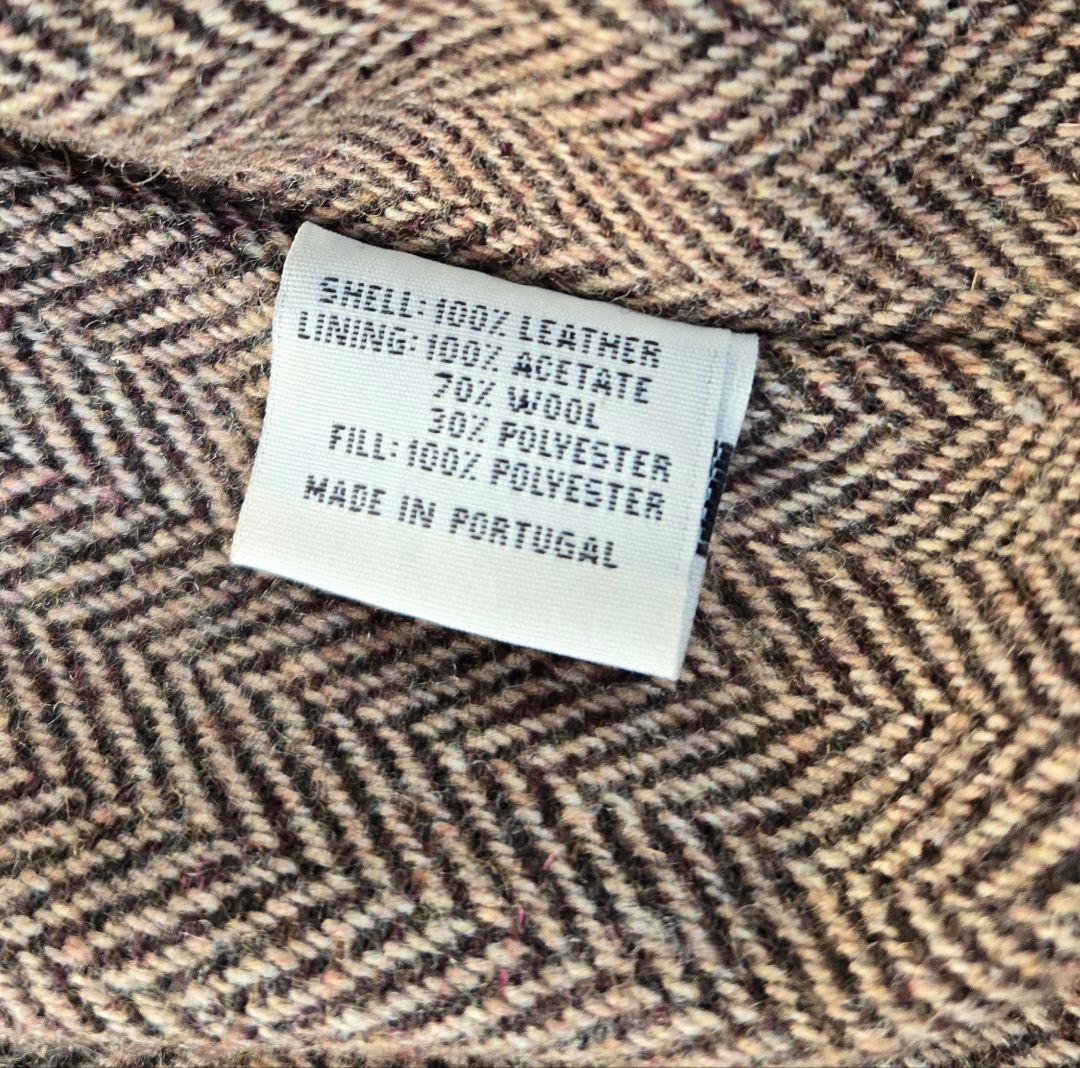 SHELL: 100% LEATHER
LINING: 100% ACETATE
70% WOOL
30% POLYESTER
FILL: 100% POLYESTER
MADE IN PORTUGAL